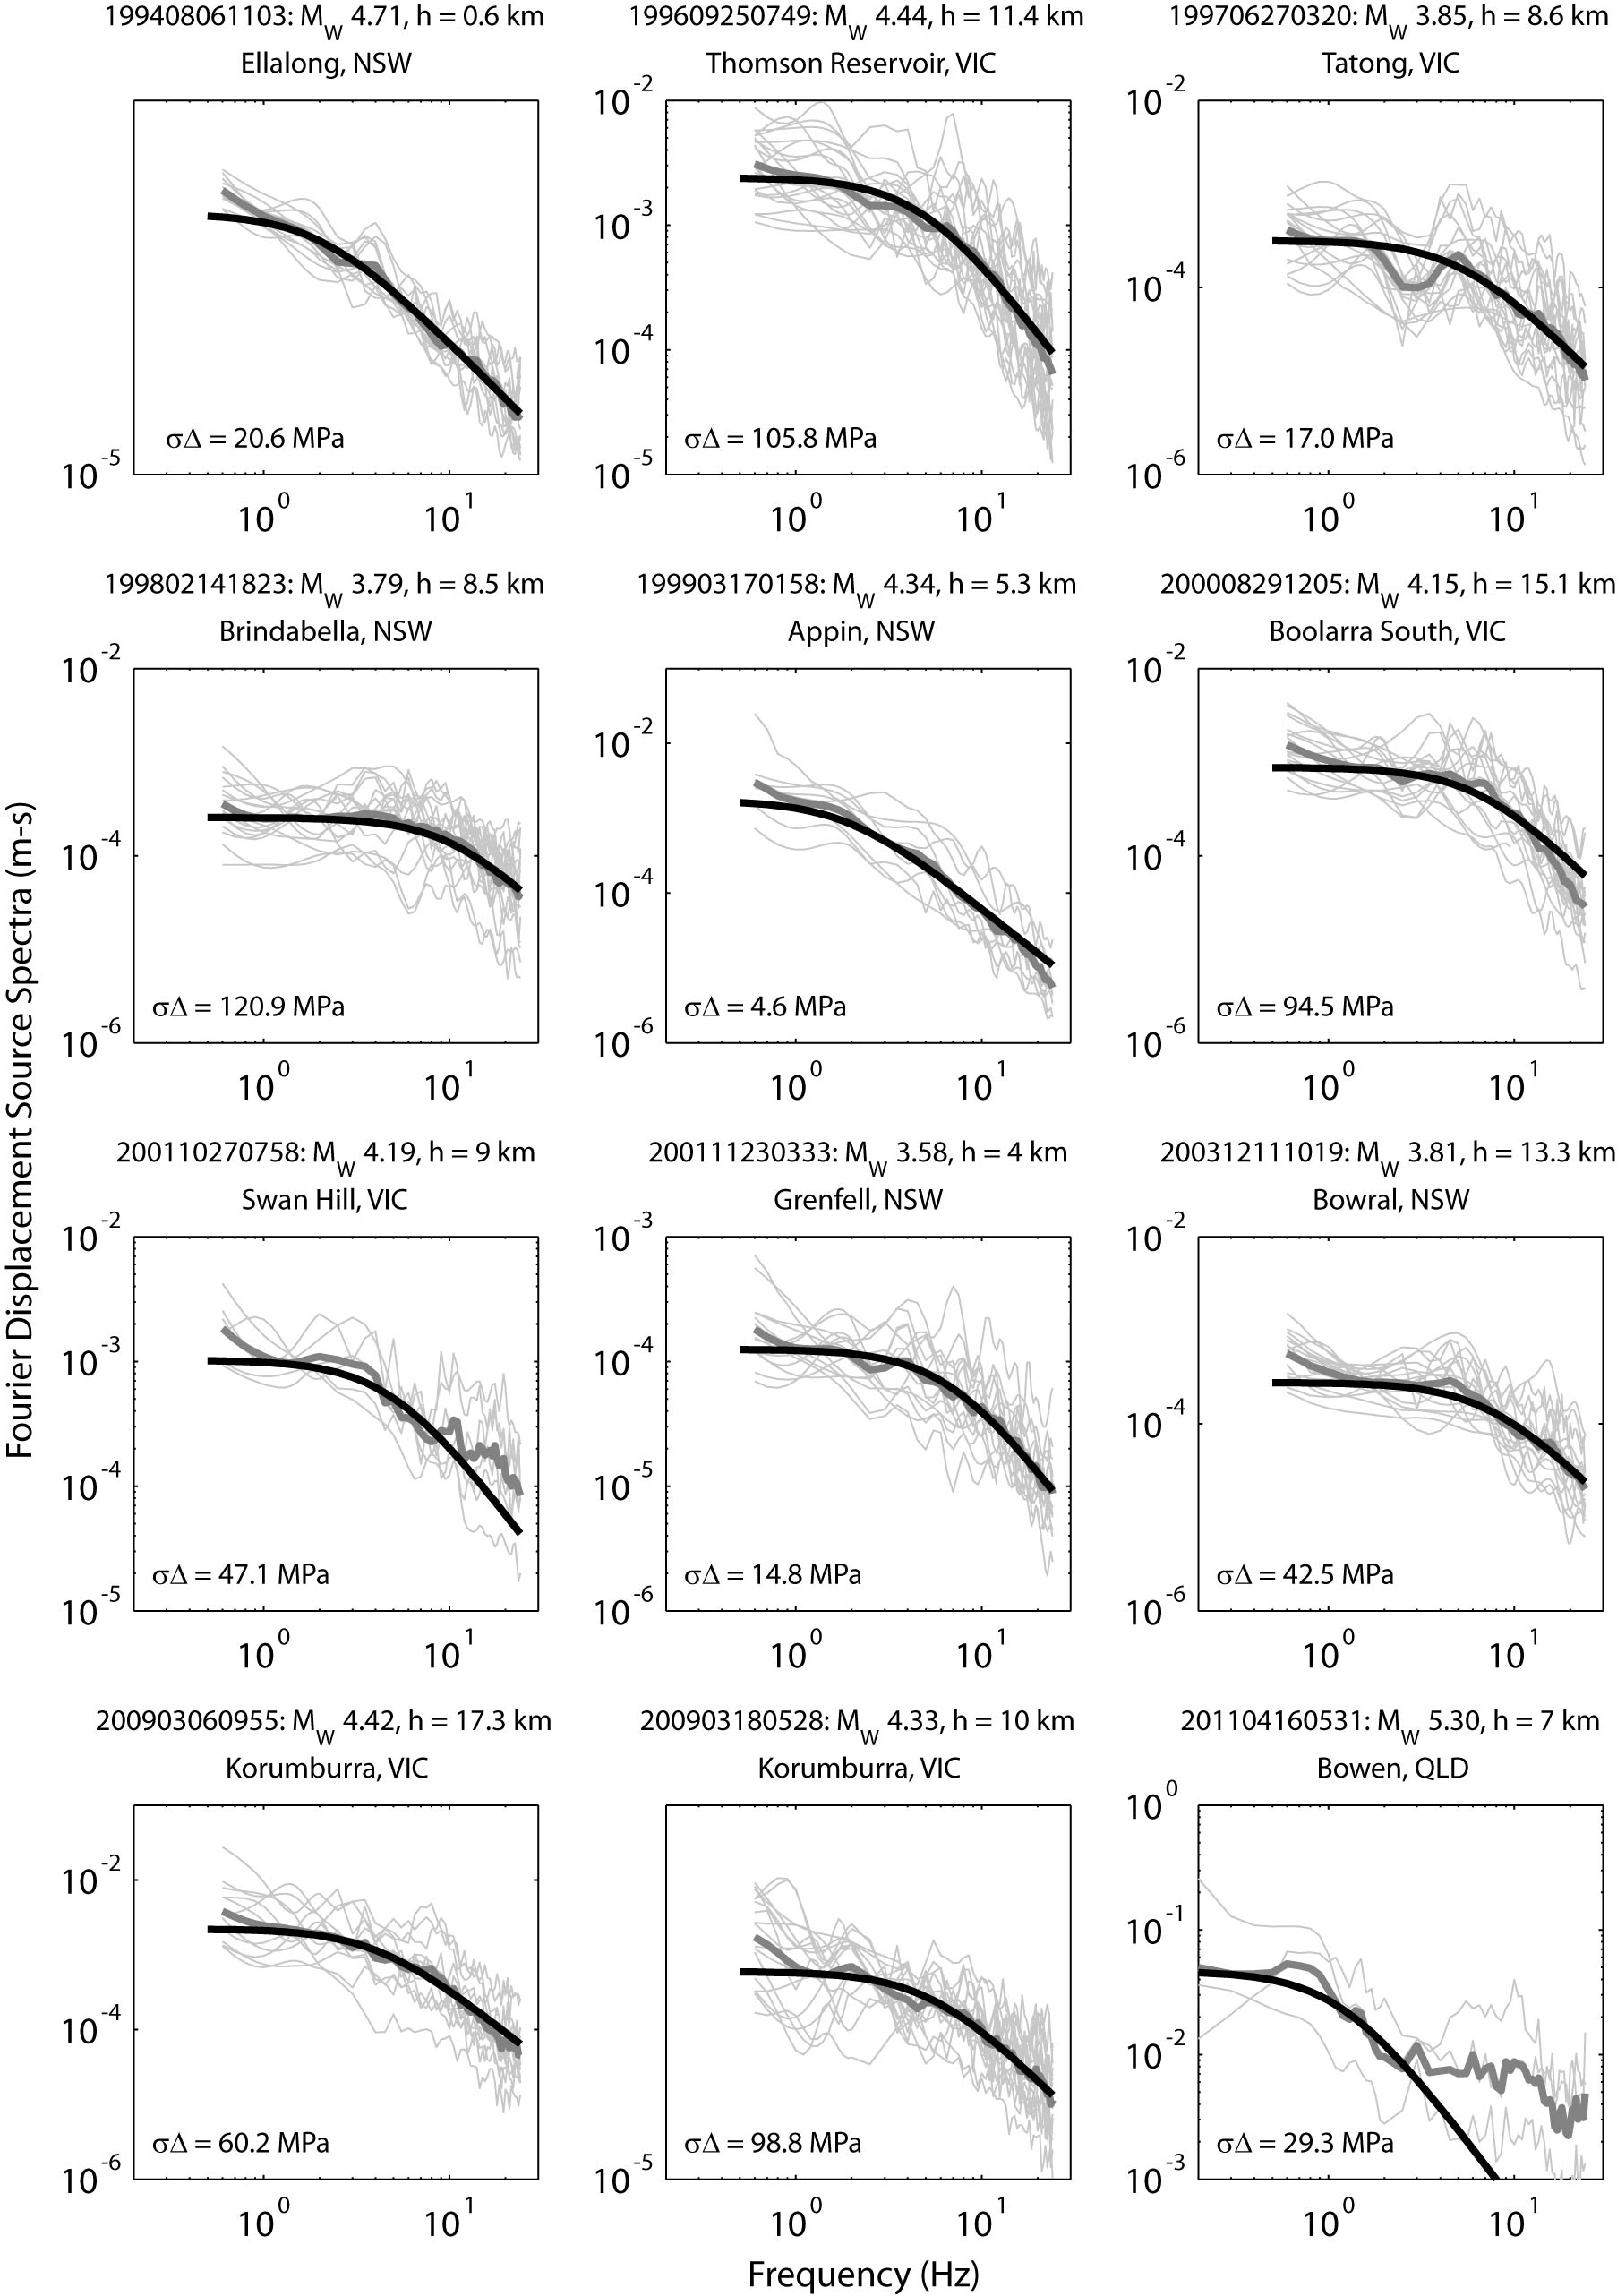 199408061103: MW 4.71, h = 0.6 km
Ellalong, NSW
10-5
100
101
σΔ = 20.6 MPa
199609250749: MW 4.44, h = 11.4 km
Thomson Reservoir, VIC
10-2
10-3
10-4
10-5
100
101
σΔ = 105.8 MPa
199706270320: MW 3.85, h = 8.6 km
Tatong, VIC
10-2
10-4
10-6
100
101
σΔ = 17.0 MPa
199802141823: MW 3.79, h = 8.5 km
Brindabella, NSW
10-2
10-4
10-6
100
101
σΔ = 120.9 MPa
199903170158: MW 4.34, h = 5.3 km
Appin, NSW
10-2
10-4
10-6
100
101
σΔ = 4.6 MPa
200008291205: MW 4.15, h = 15.1 km
Boolarra South, VIC
10-2
10-4
10-6
100
101
σΔ = 94.5 MPa
Fourier Displacement Source Spectra (m-s)
200110270758: MW 4.19, h = 9 km
Swan Hill, VIC
10-2
10-3
10-4
10-5
100
101
σΔ = 47.1 MPa
200111230333: MW 3.58, h = 4 km
Grenfell, NSW
10-3
10-4
10-5
10-6
100
101
σΔ = 14.8 MPa
200312111019: MW 3.81, h = 13.3 km
Bowral, NSW
10-2
10-4
10-6
100
101
σΔ = 42.5 MPa
200903060955: MW 4.42, h = 17.3 km
Korumburra, VIC
10-2
10-4
10-6
100
101
σΔ = 60.2 MPa
200903180528: MW 4.33, h = 10 km
Korumburra, VIC
10-5
100
101
σΔ = 98.8 MPa
201104160531: MW 5.30, h = 7 km
Bowen, QLD
100
10-1
10-2
10-3
100
101
σΔ = 29.3 MPa
Frequency (Hz)